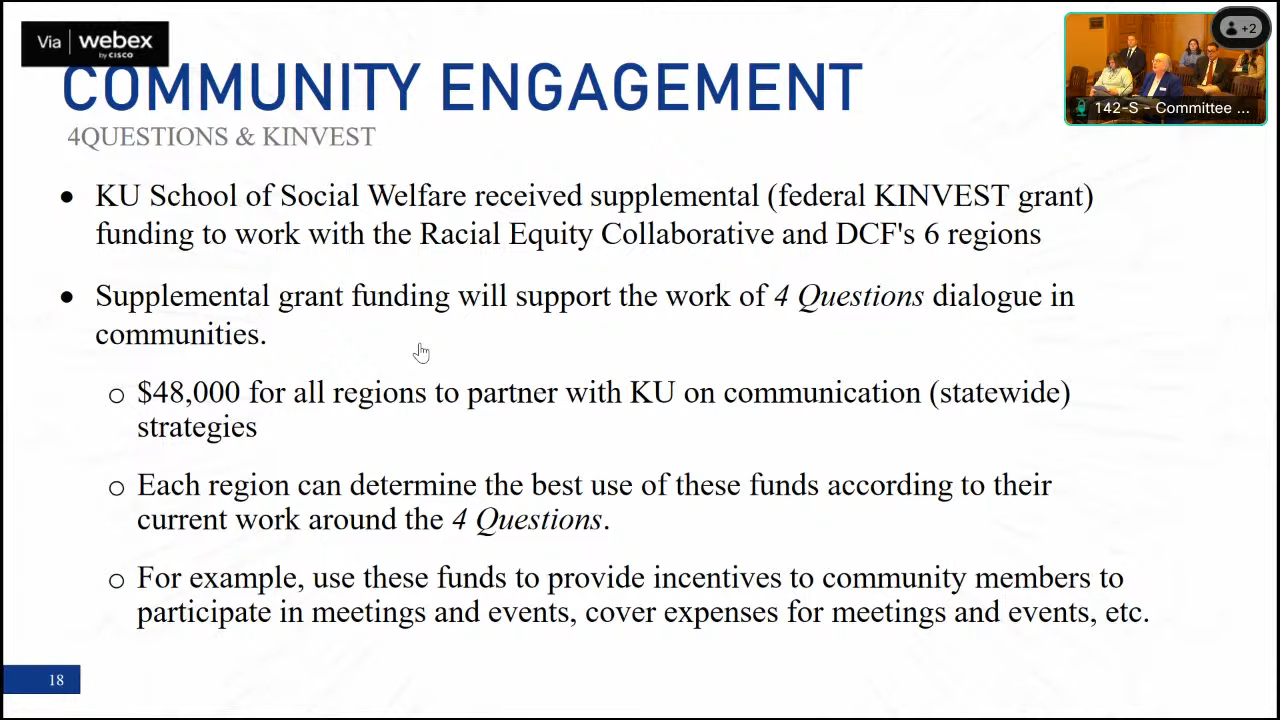 Via webex
by CISCO
+2
142-S - Committee ...
COMMUNITY ENGAGEMENT
4QUESTIONS & KINVEST
• KU School of Social Welfare received supplemental (federal KINVEST grant)
funding to work with the Racial Equity Collaborative and DCF's 6 regions
• Supplemental grant funding will support the work of 4 Questions dialogue in
communities.
o $48,000 for all regions to partner with KU on communication (statewide)
strategies
o Each region can determine the best use of these funds according to their
current work around the 4 Questions.
o For example, use these funds to provide incentives to community members to
participate in meetings and events, cover expenses for meetings and events, etc.
18